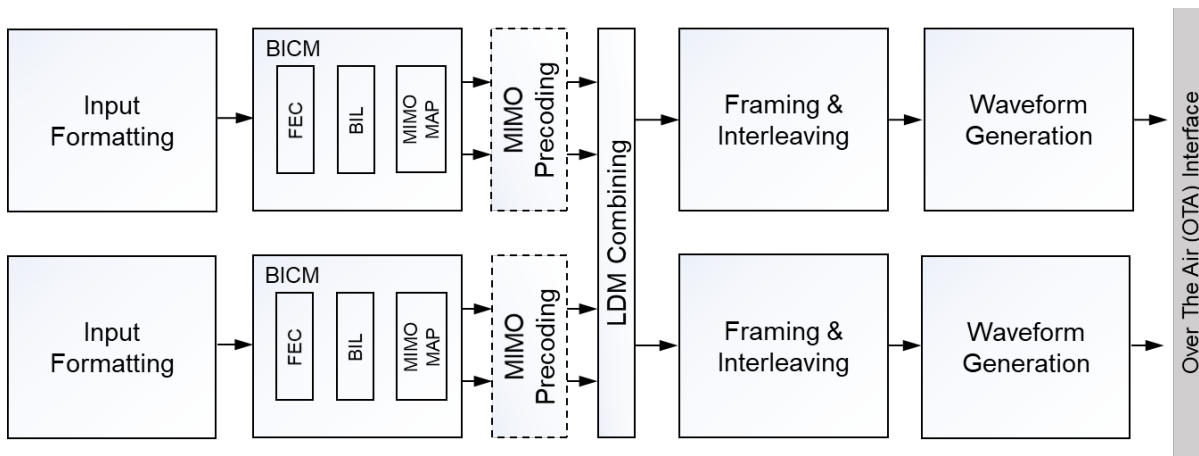 BICM
Input
Formatting
FEC
BIL
MIMO
MAP
MIMO
Precoding
LDM Combining
Framing &
Interleaving
Waveform
Generation
Over The Air (OTA) Interface
BICM
Input
Formatting
FEC
BIL
MIMO
MAP
MIMO
Precoding
Framing &
Interleaving
Waveform
Generation